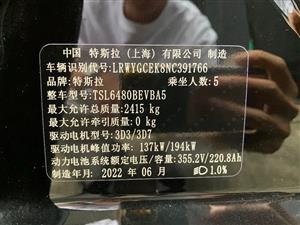 中国 特斯拉 (上海) 有限公司 制造
车辆识别代号:LRWYGCEK8NC391766
品牌:特斯拉 乘坐人数:5
整车型号:TSL6480BEVBA5
最大允许总质量:2415 kg
最大允许牵引质量:0 kg
驱动电机型号:3D3/3D7
驱动电机峰值功率: 137kW/194kW
动力电池系统额定电压/容量:355.2V/220.8Ah
制造年月: 2022 年 06 月 1.0%